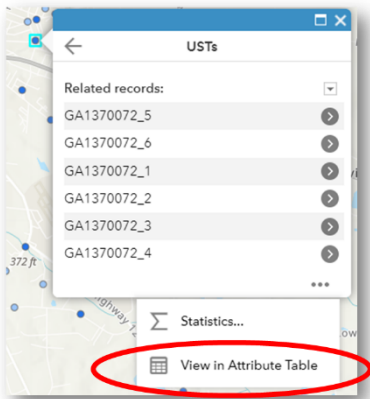 USTs
Related records:
GA1370072_5
GA1370072_6
GA1370072_1
GA1370072_2
GA1370072_3
GA1370072_4
372 ft
Statistics...
View in Attribute Table